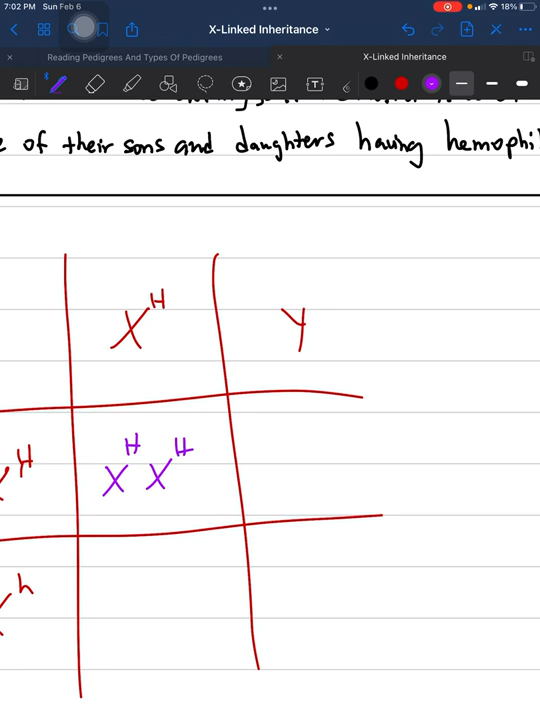 7:02 PM Sun Feb 6 18%
X-Linked Inheritance
Reading Pedigrees And Types Of Pedigrees X-Linked Inheritance
of their sons and daughters having hemophi
X^H Y
H X^H X^H
h